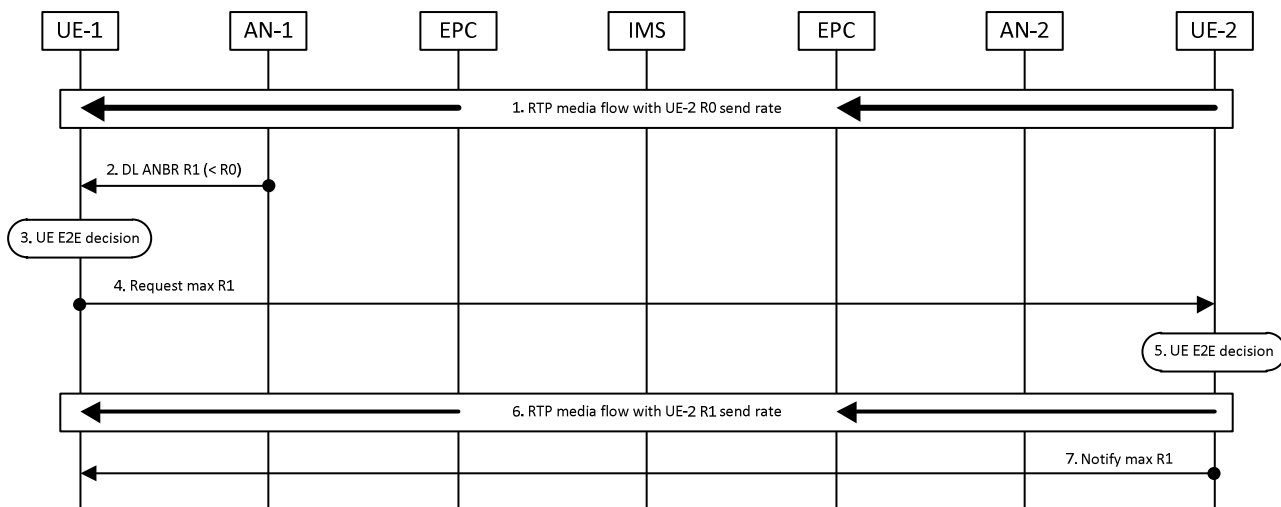 UE-1
AN-1
EPC
IMS
EPC
AN-2
UE-2
1. RTP media flow with UE-2 R0 send rate
2. DL ANBR R1 (< R0)
3. UE E2E decision
4. Request max R1
5. UE E2E decision
6. RTP media flow with UE-2 R1 send rate
7. Notify max R1